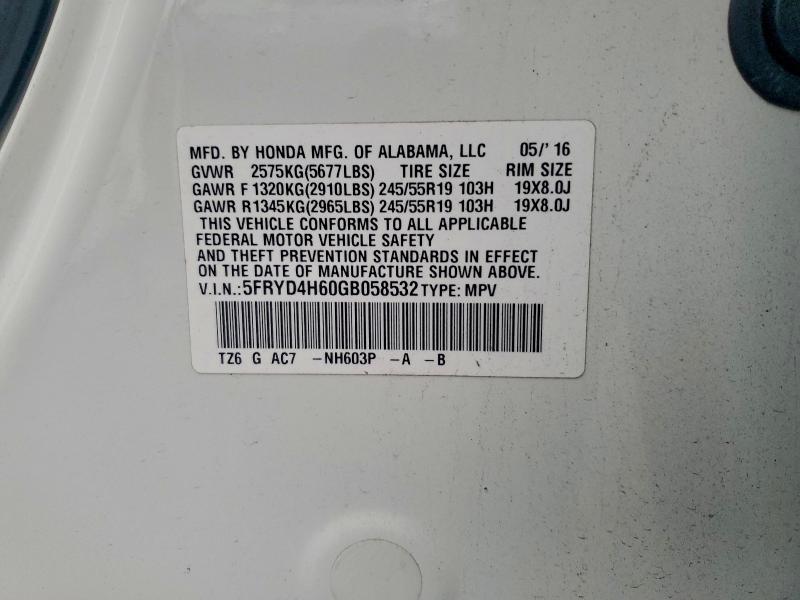 MFD. BY HONDA MFG. OF ALABAMA, LLC 05/'16
GVWR 2575KG(5677LBS) TIRE SIZE RIM SIZE
GAWR F 1320KG(2910LBS) 245/55R19 103H 19X8.0J
GAWR R 1345KG(2965LBS) 245/55R19 103H 19X8.0J
THIS VEHICLE CONFORMS TO ALL APPLICABLE
FEDERAL MOTOR VEHICLE SAFETY
AND THEFT PREVENTION STANDARDS IN EFFECT
ON THE DATE OF MANUFACTURE SHOWN ABOVE.
V.I.N.:5FRYD4H60GB058532 TYPE: MPV
TZ6 G AC7 -NH603P -A -B